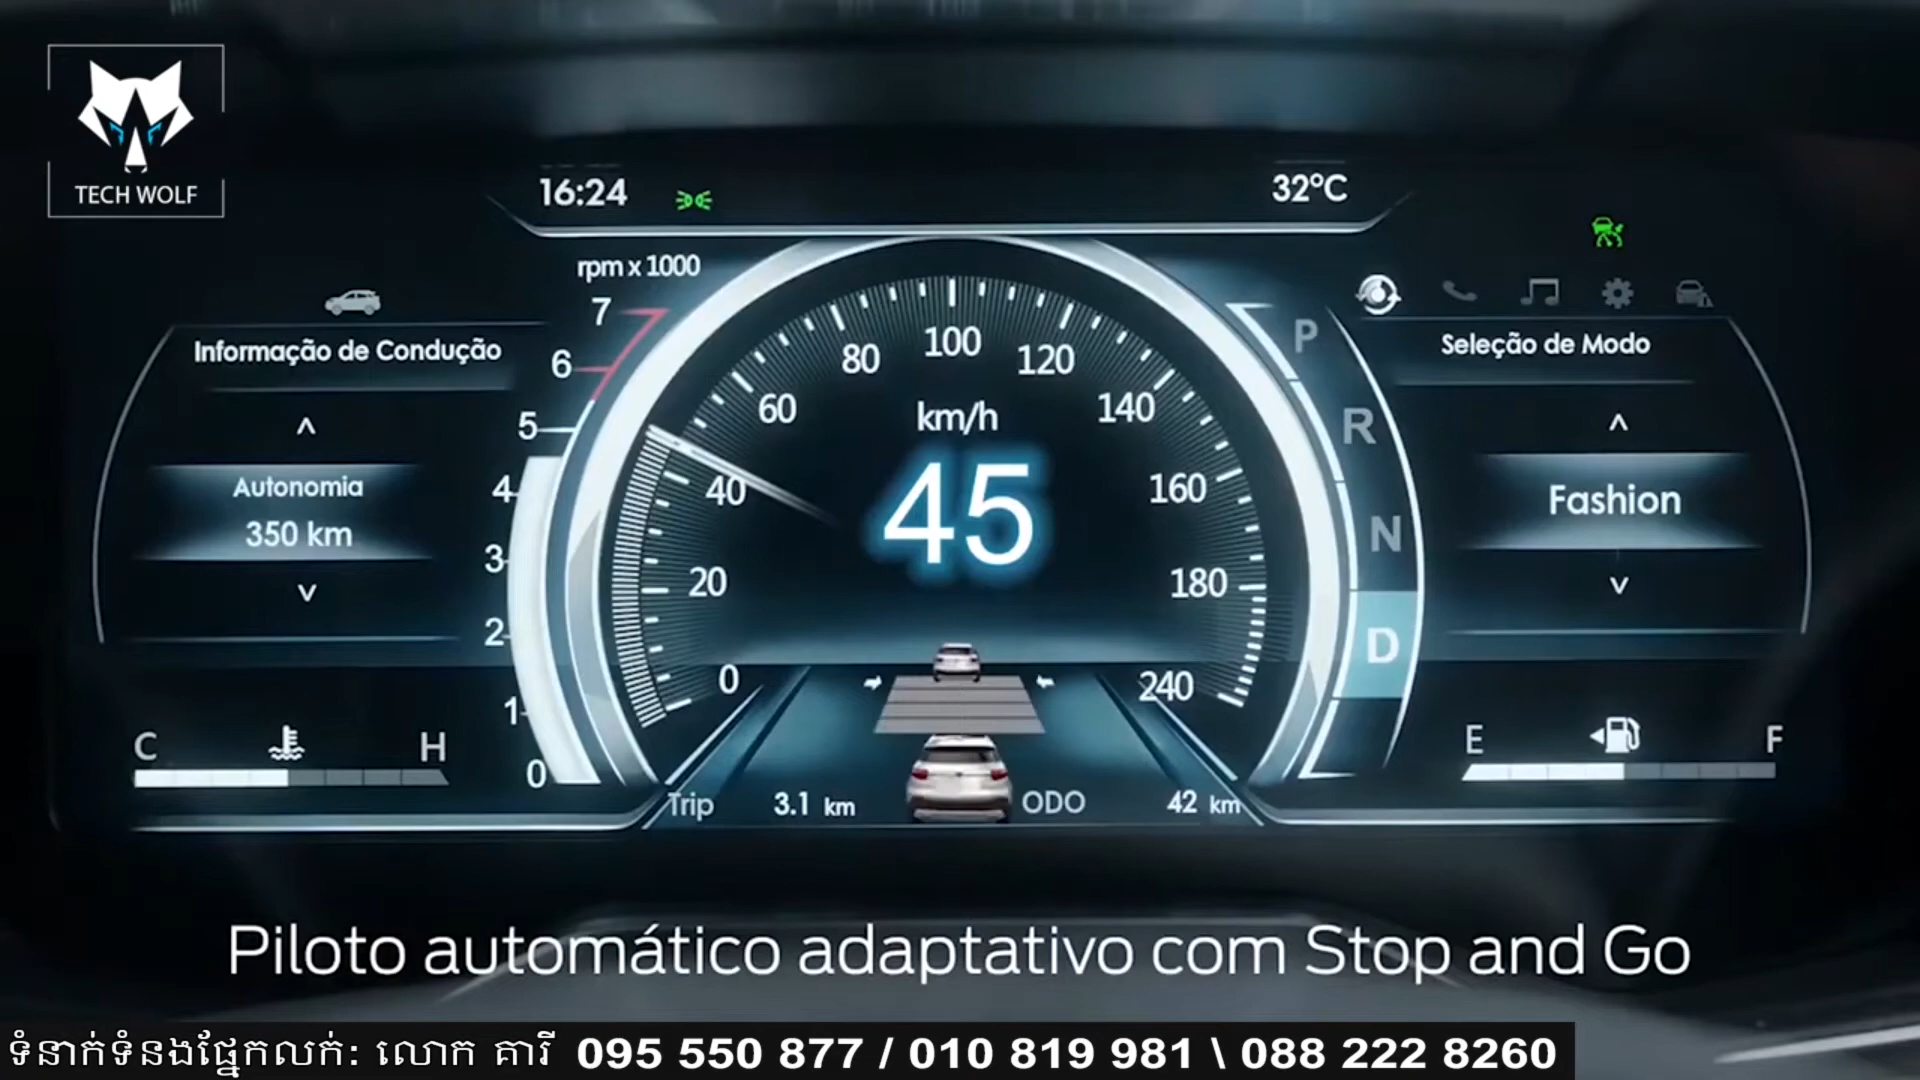 TECH WOLF
16:24
32°C
rpm x 1000
7
6
5
4
3
2
1
0
Informação de Condução
Autonomia
350 km
C
H
0
20
40
60
80
100
120
140
160
180
240
km/h
45
P
R
N
D
Seleção de Modo
Fashion
E
F
Trip 3.1 km
ODO 42 km
Piloto automático adaptativo com Stop and Go
ទំនាក់ទំនងផ្នែកលក់: លោក គារី 095 550 877 / 010 819 981 \ 088 222 8260